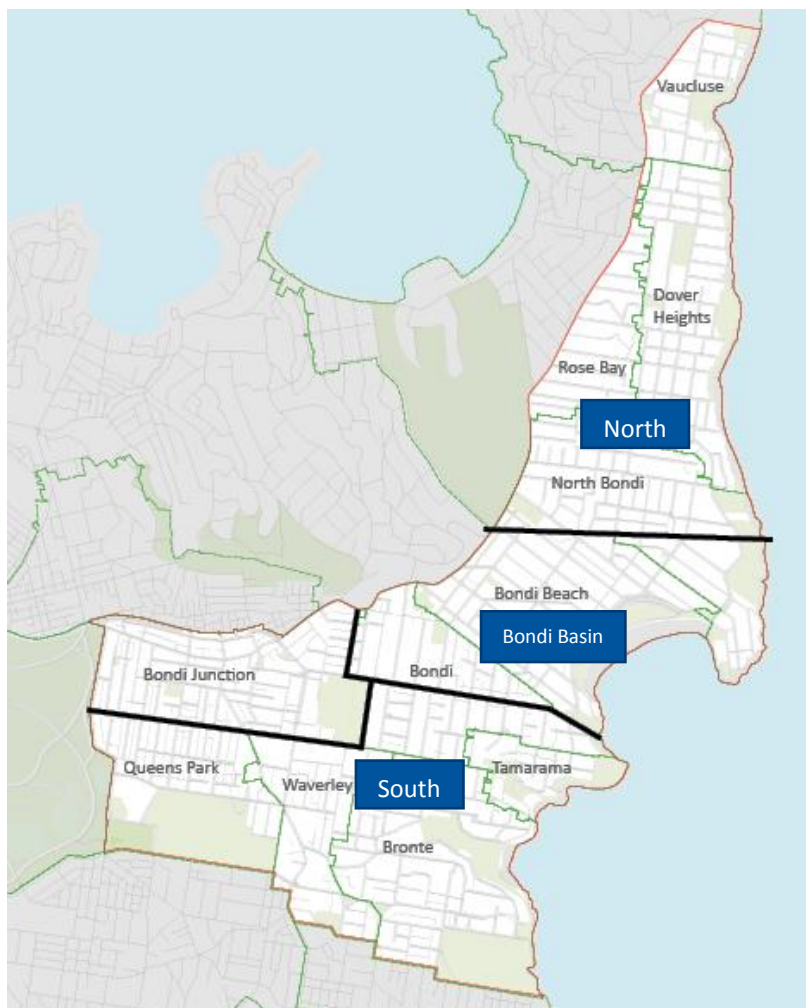 Vaucluse
Dover
Heights
Rose Bay
North
North Bondi
Bondi Beach
Bondi Basin
Bondi
Bondi Junction
Queens Park
Waverley
South
Tamarama
Bronte